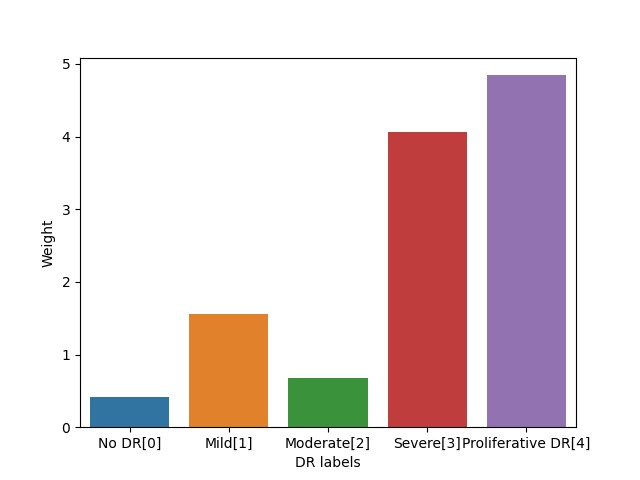 5
4
3
2
1
0
Weight
No DR[0] Mild[1] Moderate[2] Severe[3] Proliferative DR[4]
DR labels